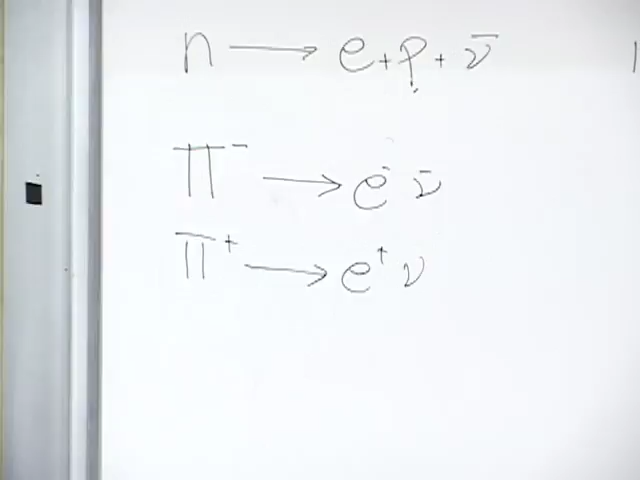 n → e + p + ν̄
π⁻ → e⁻ ν̄
π⁺ → e⁺ ν